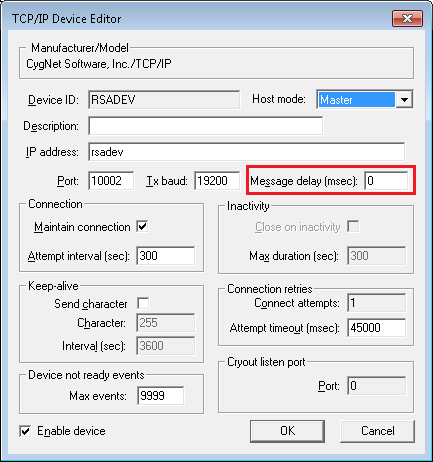 TCP/IP Device Editor
Manufacturer/Model
CygNet Software, Inc./TCP/IP
Device ID: RSADEV Host mode: Master
Description:
IP address: rsadev
Port: 10002 Tx baud: 19200 Message delay (msec): 0
Connection Inactivity
Maintain connection Close on inactivity
Attempt interval (sec): 300 Max duration (sec): 300
Keep-alive Connection retries
Send character Connect attempts: 1
Character: 255 Attempt timeout (msec): 45000
Interval (sec): 3600
Device not ready events Cryout listen port
Max events: 9999 Port: 0
Enable device OK Cancel